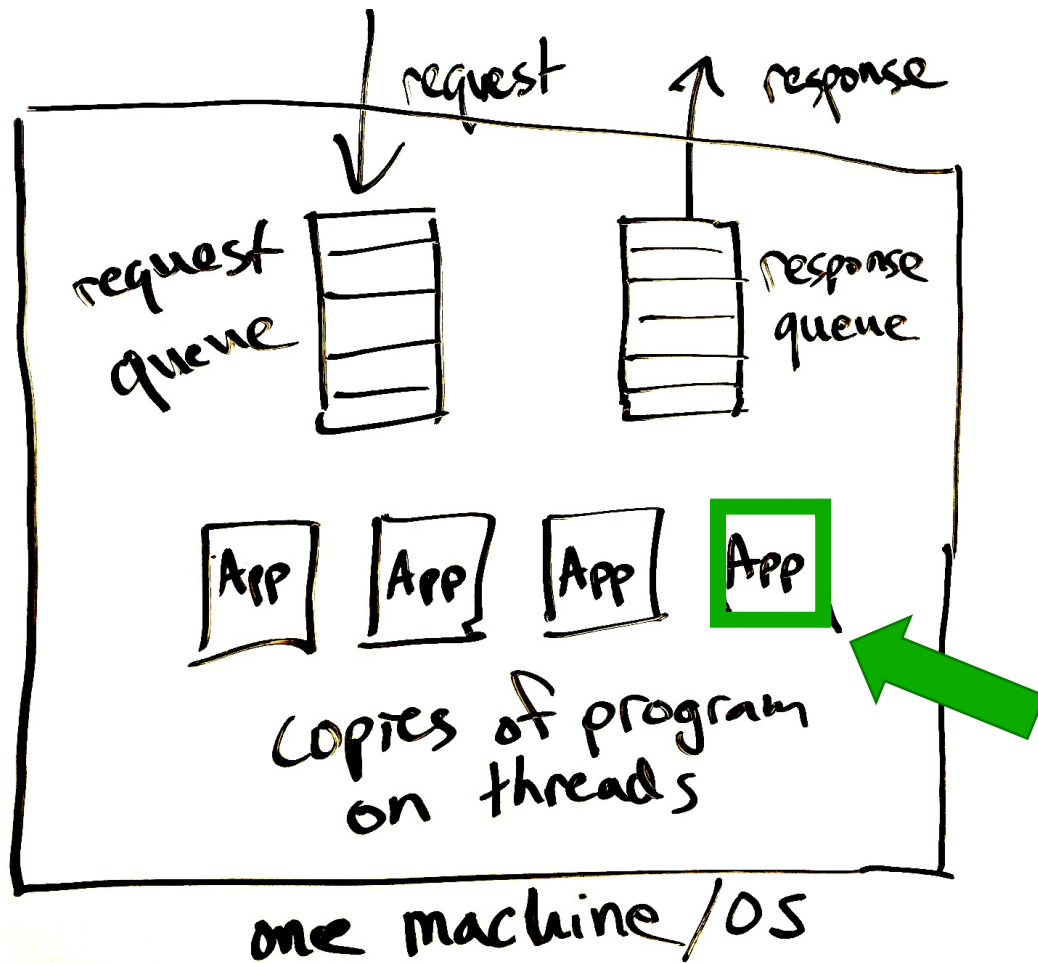 request
response
request
queue
response
queue
App
App
App
App
copies of program
on threads
one machine/OS